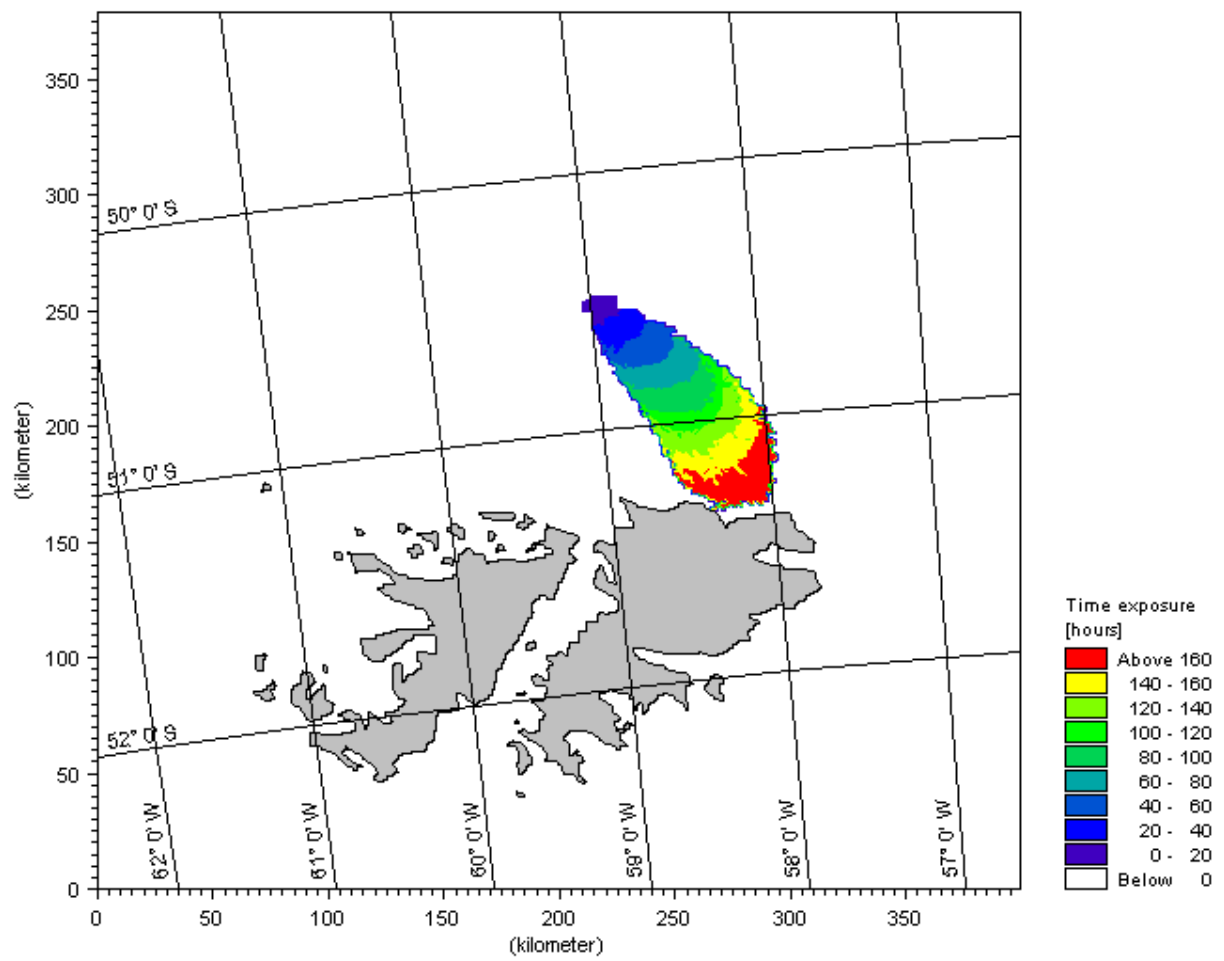 350
300
250
200
150
100
50
0
(kilometer)
50° 0' S
51° 0' S
52° 0' S
62° 0' W
61° 0' W
60° 0' W
59° 0' W
58° 0' W
57° 0' W
0
50
100
150
200
250
300
350
(kilometer)
Time exposure
[hours]
Above 160
140 - 160
120 - 140
100 - 120
80 - 100
60 - 80
40 - 60
20 - 40
0 - 20
Below 0